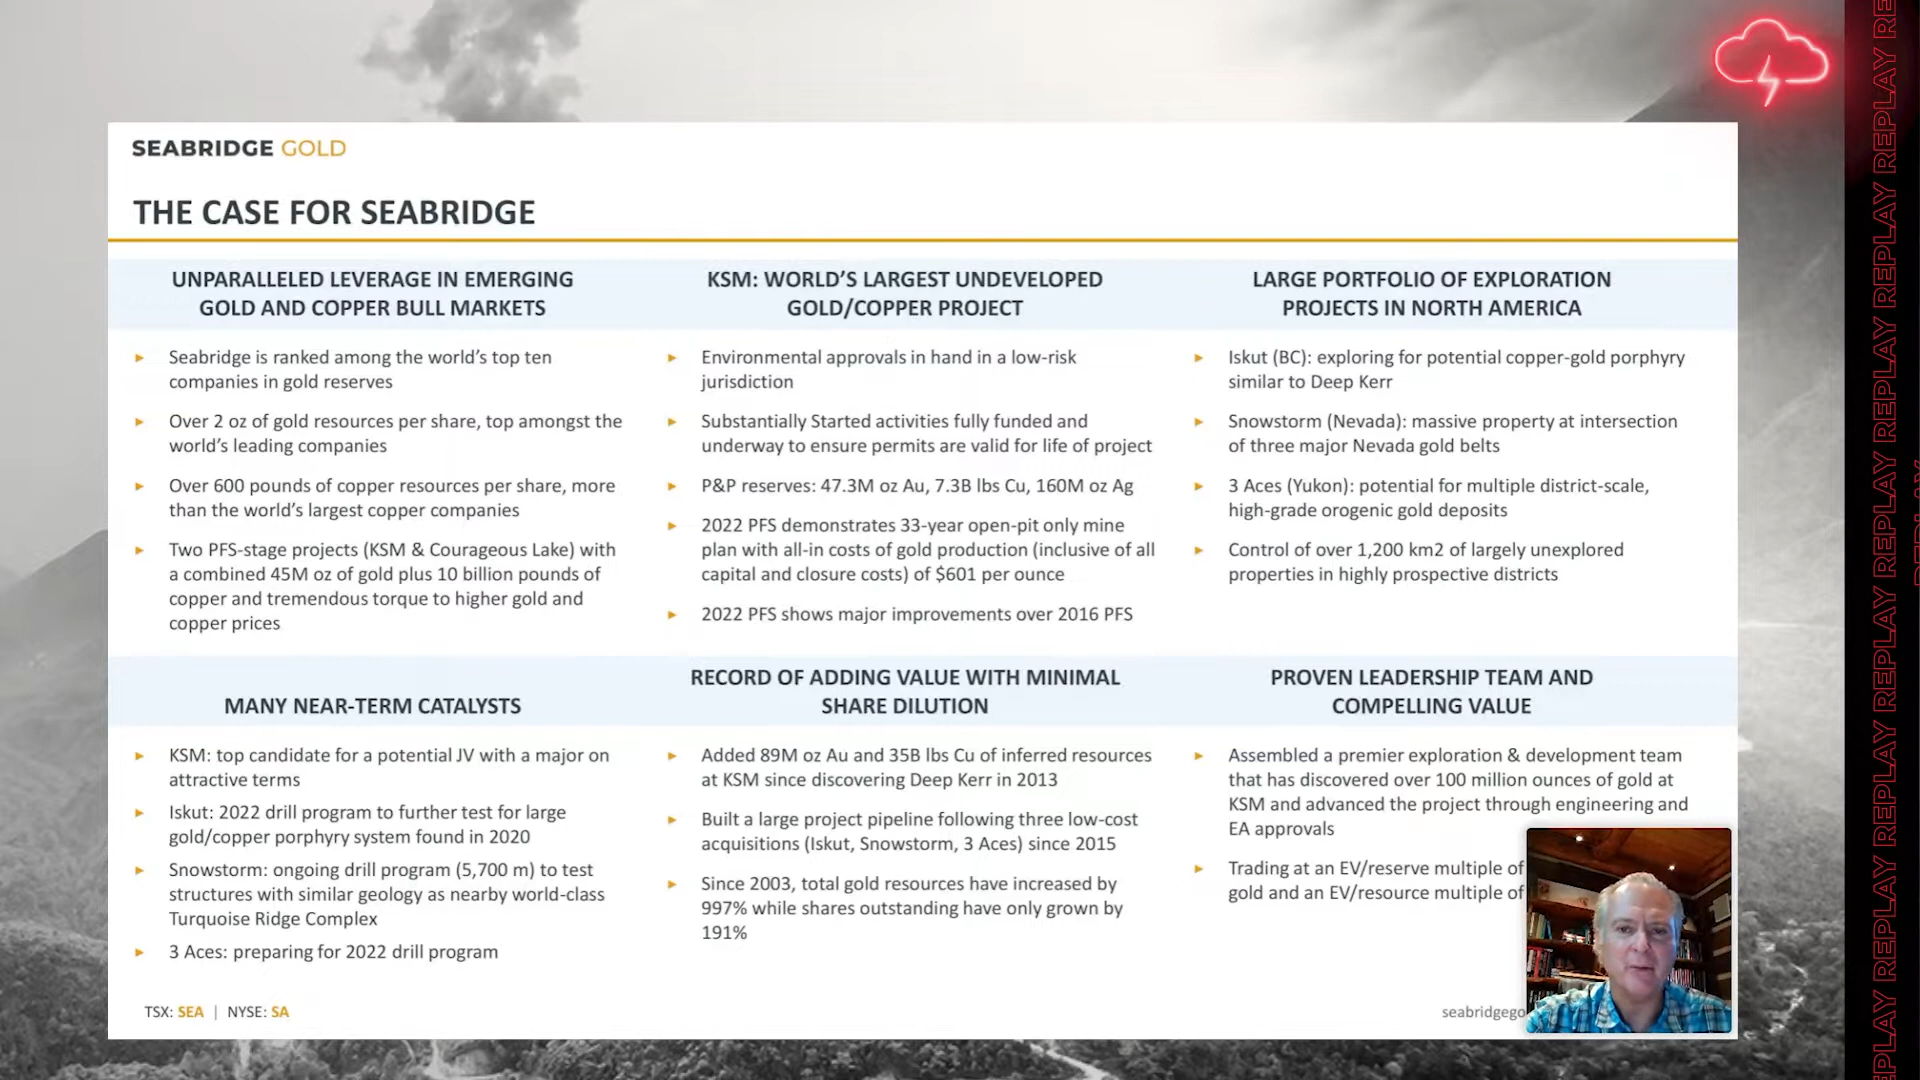 SEABRIDGE GOLD
THE CASE FOR SEABRIDGE
UNPARALLELED LEVERAGE IN EMERGING
GOLD AND COPPER BULL MARKETS
▸ Seabridge is ranked among the world's top ten
companies in gold reserves
▸ Over 2 oz of gold resources per share, top amongst the
world's leading companies
▸ Over 600 pounds of copper resources per share, more
than the world's largest copper companies
▸ Two PFS-stage projects (KSM & Courageous Lake) with
a combined 45M oz of gold plus 10 billion pounds of
copper and tremendous torque to higher gold and
copper prices
KSM: WORLD'S LARGEST UNDEVELOPED
GOLD/COPPER PROJECT
▸ Environmental approvals in hand in a low-risk
jurisdiction
▸ Substantially Started activities fully funded and
underway to ensure permits are valid for life of project
▸ P&P reserves: 47.3M oz Au, 7.3B lbs Cu, 160M oz Ag
▸ 2022 PFS demonstrates 33-year open-pit only mine
plan with all-in costs of gold production (inclusive of all
capital and closure costs) of $601 per ounce
▸ 2022 PFS shows major improvements over 2016 PFS
LARGE PORTFOLIO OF EXPLORATION
PROJECTS IN NORTH AMERICA
▸ Iskut (BC): exploring for potential copper-gold porphyry
similar to Deep Kerr
▸ Snowstorm (Nevada): massive property at intersection
of three major Nevada gold belts
▸ 3 Aces (Yukon): potential for multiple district-scale,
high-grade orogenic gold deposits
▸ Control of over 1,200 km2 of largely unexplored
properties in highly prospective districts
MANY NEAR-TERM CATALYSTS
▸ KSM: top candidate for a potential JV with a major on
attractive terms
▸ Iskut: 2022 drill program to further test for large
gold/copper porphyry system found in 2020
▸ Snowstorm: ongoing drill program (5,700 m) to test
structures with similar geology as nearby world-class
Turquoise Ridge Complex
▸ 3 Aces: preparing for 2022 drill program
RECORD OF ADDING VALUE WITH MINIMAL
SHARE DILUTION
▸ Added 89M oz Au and 35B lbs Cu of inferred resources
at KSM since discovering Deep Kerr in 2013
▸ Built a large project pipeline following three low-cost
acquisitions (Iskut, Snowstorm, 3 Aces) since 2015
▸ Since 2003, total gold resources have increased by
997% while shares outstanding have only grown by
191%
PROVEN LEADERSHIP TEAM AND
COMPELLING VALUE
▸ Assembled a premier exploration & development team
that has discovered over 100 million ounces of gold at
KSM and advanced the project through engineering and
EA approvals
▸ Trading at an EV/reserve multiple of
gold and an EV/resource multiple of
TSX: SEA | NYSE: SA
seabridgego
REPLAY REPLAY REPLAY REPLAY REPLAY REPLAY REPLAY REPLAY